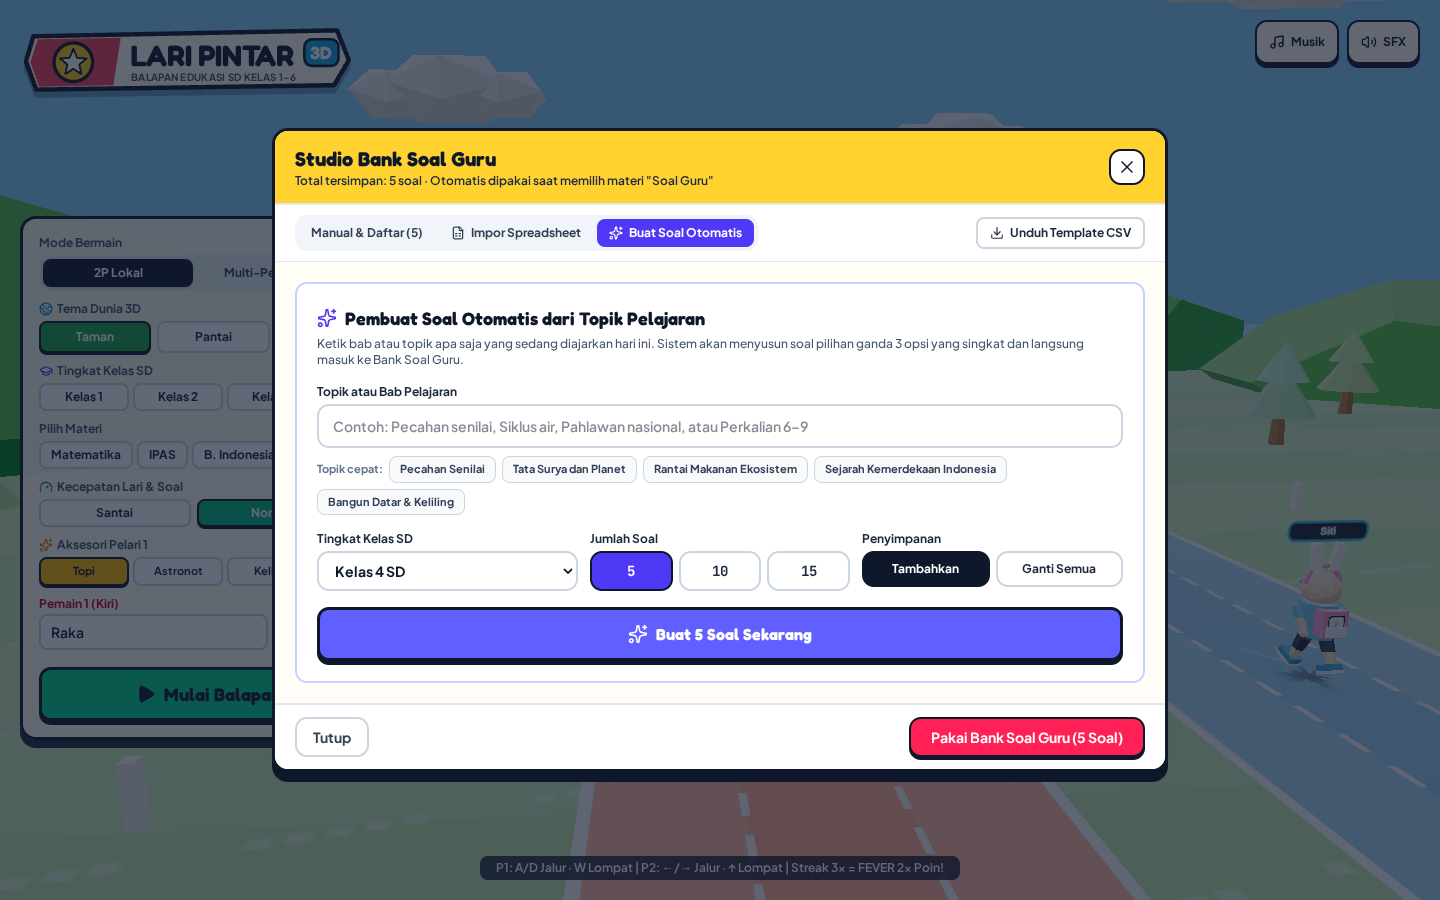 LARI PINTAR 3D
BALAPAN EDUKASI SD KELAS 1–6
Musik
SFX
Studio Bank Soal Guru
Total tersimpan: 5 soal · Otomatis dipakai saat memilih materi "Soal Guru"
Manual & Daftar (5)
Impor Spreadsheet
Buat Soal Otomatis
Unduh Template CSV
Pembuat Soal Otomatis dari Topik Pelajaran
Ketik bab atau topik apa saja yang sedang diajarkan hari ini. Sistem akan menyusun soal pilihan ganda 3 opsi yang singkat dan langsung
masuk ke Bank Soal Guru.
Topik atau Bab Pelajaran
Contoh: Pecahan senilai, Siklus air, Pahlawan nasional, atau Perkalian 6–9
Topik cepat:
Pecahan Senilai
Tata Surya dan Planet
Rantai Makanan Ekosistem
Sejarah Kemerdekaan Indonesia
Bangun Datar & Keliling
Tingkat Kelas SD
Jumlah Soal
Penyimpanan
Kelas 4 SD
5
10
15
Tambahkan
Ganti Semua
Buat 5 Soal Sekarang
Tutup
Pakai Bank Soal Guru (5 Soal)
Mode Bermain
2P Lokal
Tema Dunia 3D
Taman
Pantai
Tingkat Kelas SD
Kelas 1
Kelas 2
Pilih Materi
Matematika
IPAS
B. Indonesia
Kecepatan Lari & Soal
Santai
Aksesori Pelari 1
Topi
Astronot
Pemain 1 (Kiri)
Raka
Mulai
Siti
2
P1: A/D Jalur · W Lompat | P2: ←/→ Jalur · ↑ Lompat | Streak 3x = FEVER 2x Poin!